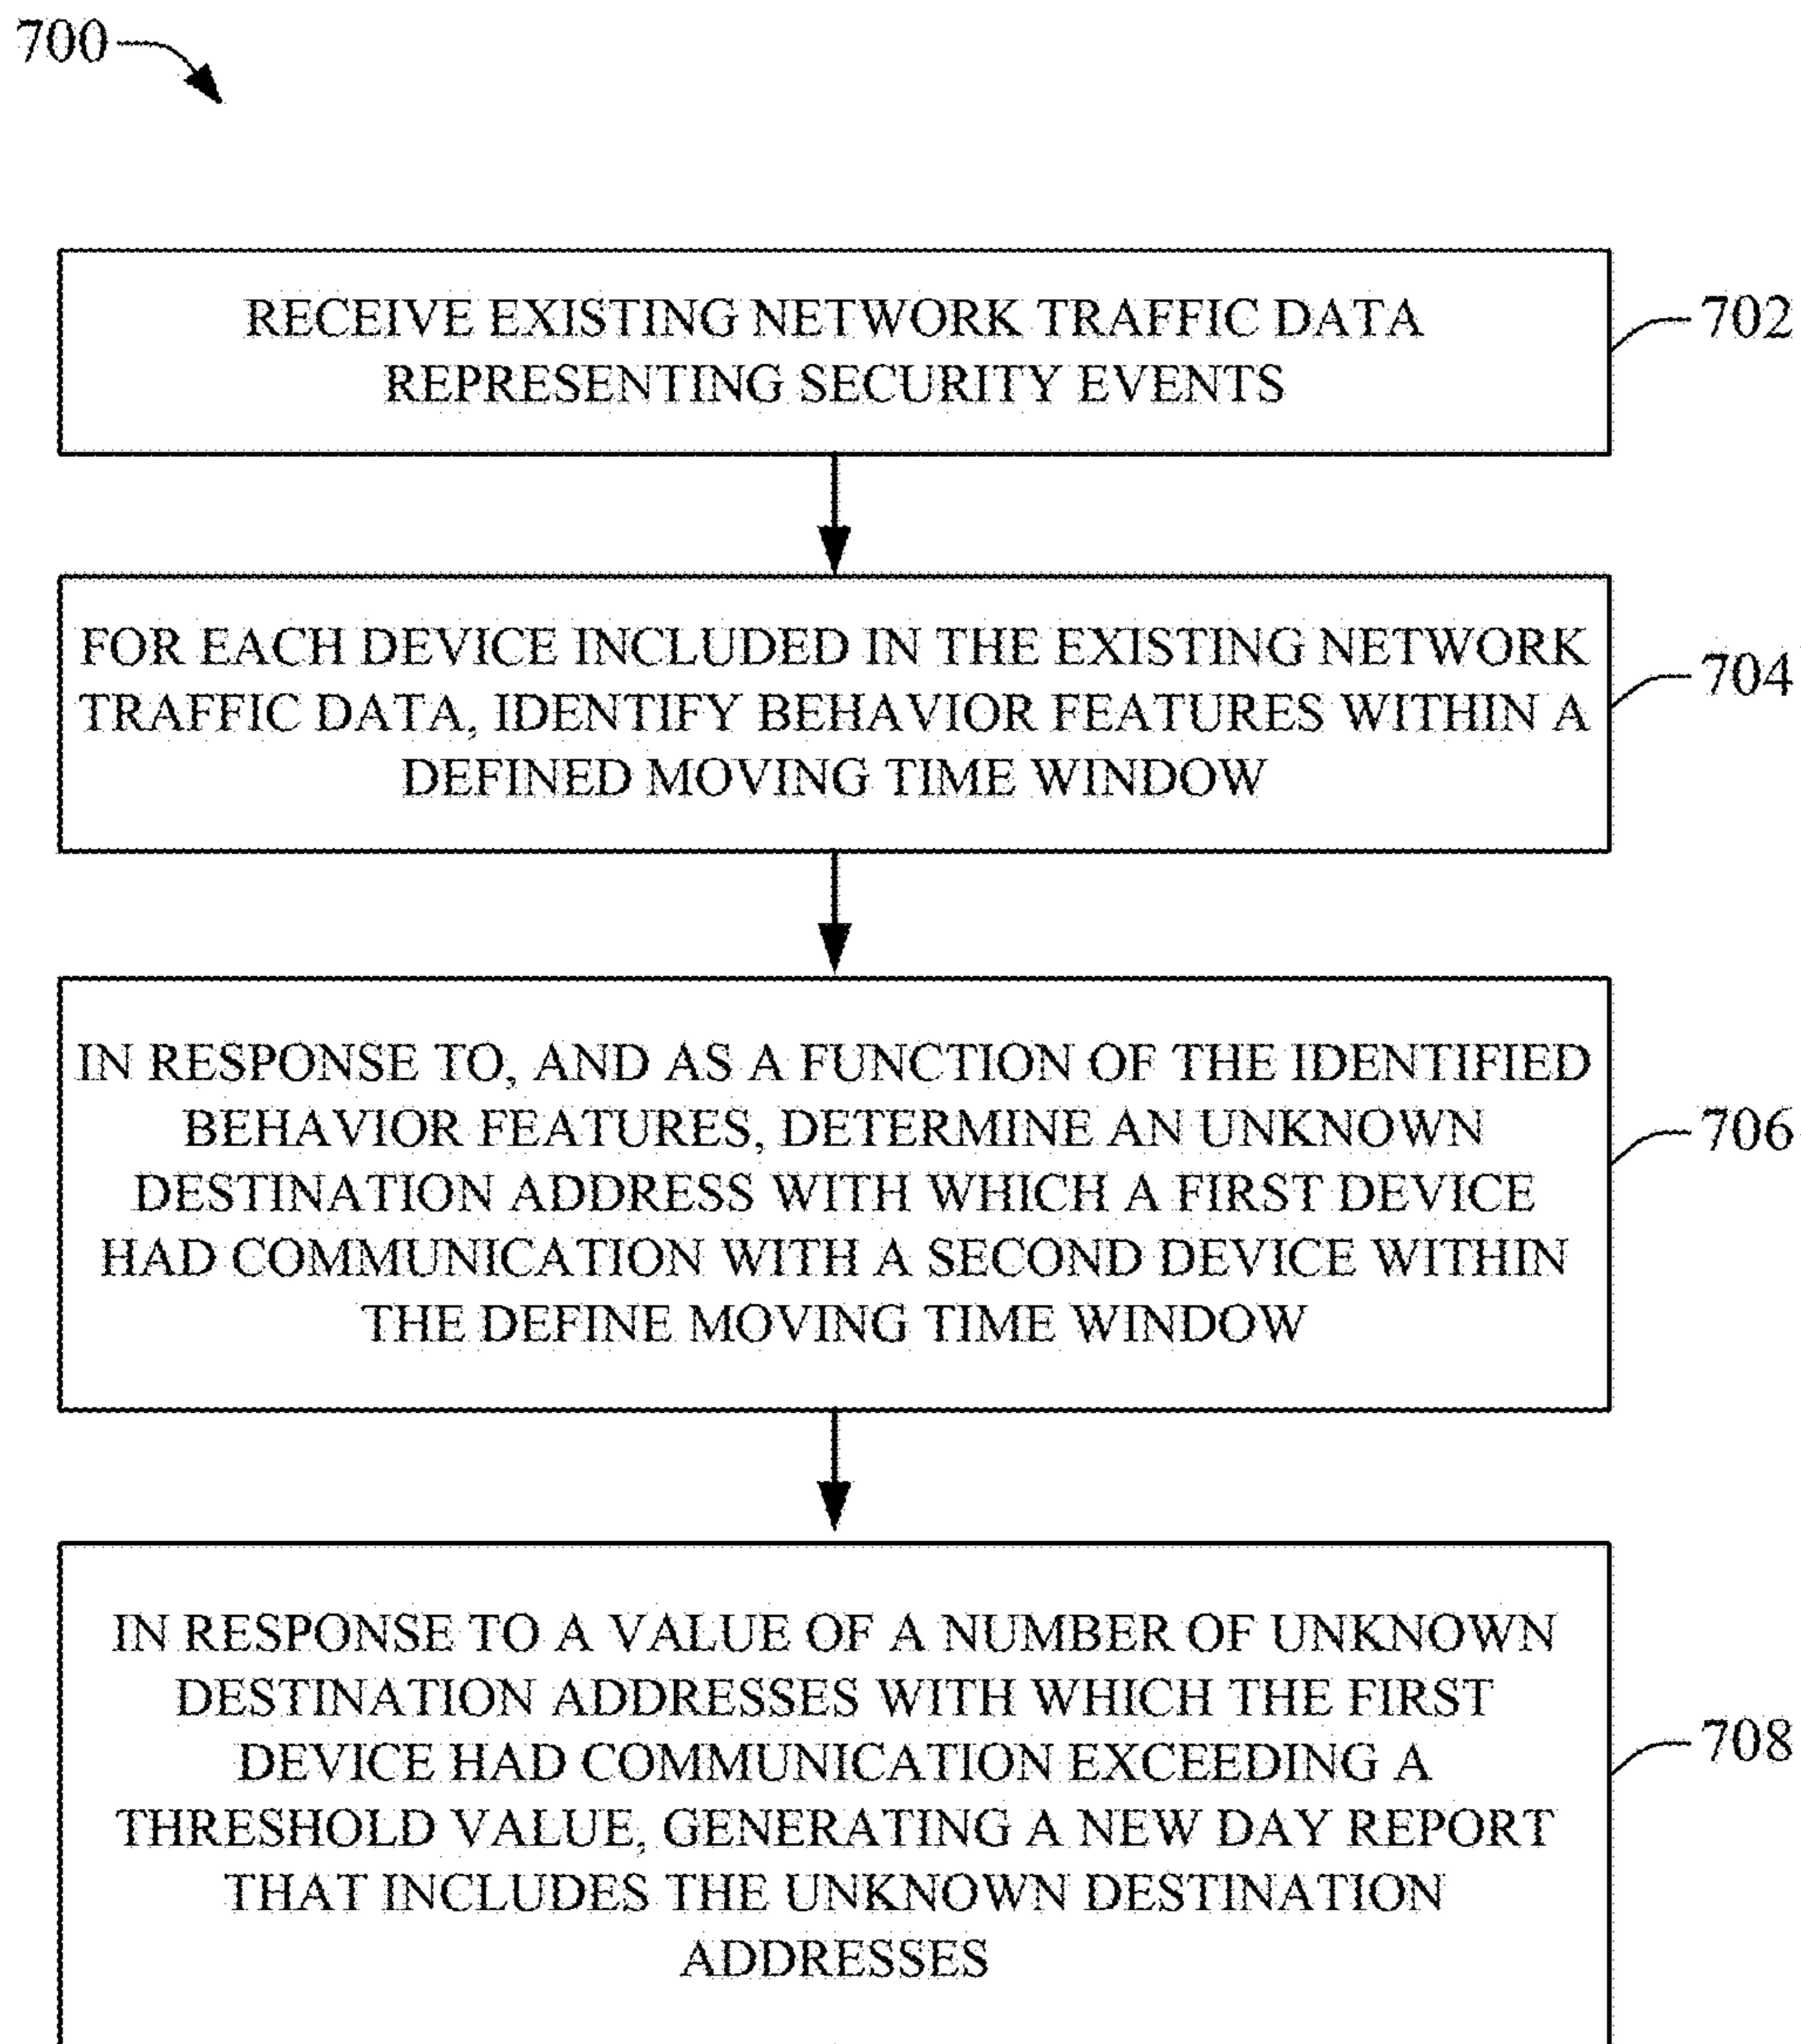 700
RECEIVE EXISTING NETWORK TRAFFIC DATA
REPRESENTING SECURITY EVENTS
702
FOR EACH DEVICE INCLUDED IN THE EXISTING NETWORK
TRAFFIC DATA, IDENTIFY BEHAVIOR FEATURES WITHIN A
DEFINED MOVING TIME WINDOW
704
IN RESPONSE TO, AND AS A FUNCTION OF THE IDENTIFIED
BEHAVIOR FEATURES, DETERMINE AN UNKNOWN
DESTINATION ADDRESS WITH WHICH A FIRST DEVICE
HAD COMMUNICATION WITH A SECOND DEVICE WITHIN
THE DEFINE MOVING TIME WINDOW
706
IN RESPONSE TO A VALUE OF A NUMBER OF UNKNOWN
DESTINATION ADDRESSES WITH WHICH THE FIRST
DEVICE HAD COMMUNICATION EXCEEDING A
THRESHOLD VALUE, GENERATING A NEW DAY REPORT
THAT INCLUDES THE UNKNOWN DESTINATION
ADDRESSES
708